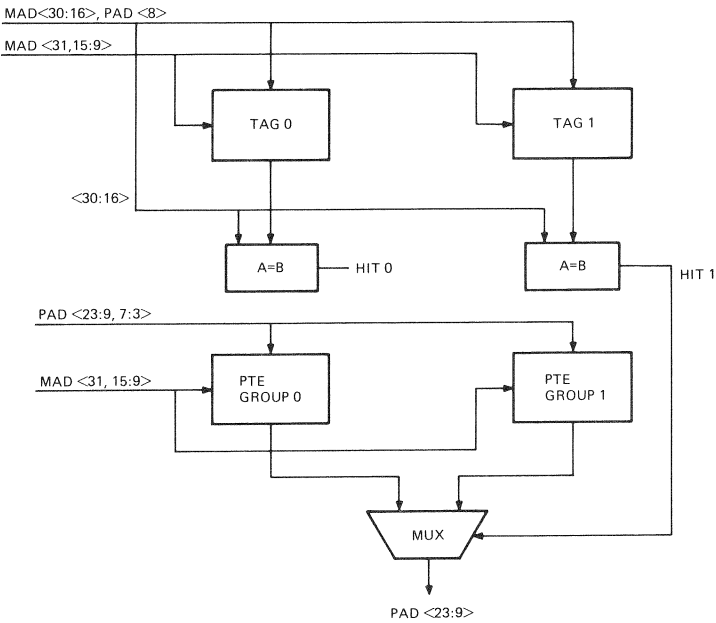 MAD<30:16>, PAD <8>
MAD <31,15:9>
TAG 0
TAG 1
<30:16>
A=B
HIT 0
A=B
HIT 1
PAD <23:9, 7:3>
MAD <31, 15:9>
PTE
GROUP 0
PTE
GROUP 1
MUX
PAD <23:9>